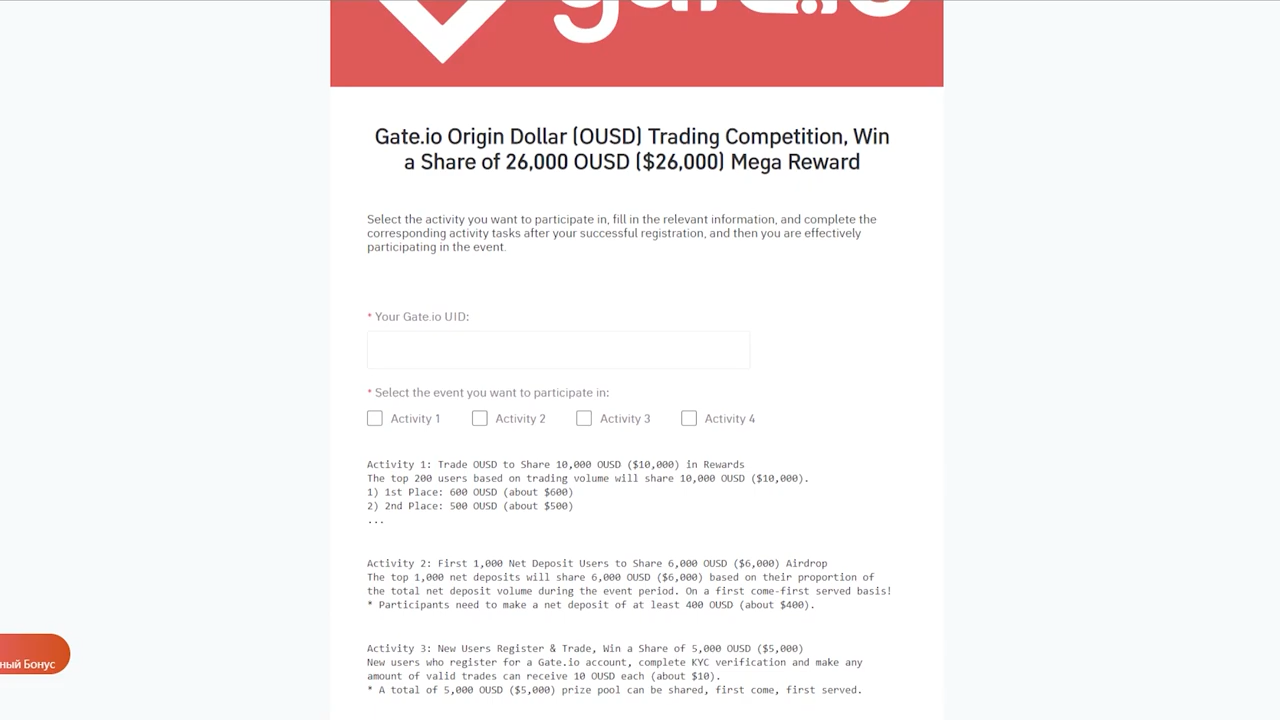 gate.io
Gate.io Origin Dollar (OUSD) Trading Competition, Win
a Share of 26,000 OUSD ($26,000) Mega Reward
Select the activity you want to participate in, fill in the relevant information, and complete the
corresponding activity tasks after your successful registration, and then you are effectively
participating in the event.
* Your Gate.io UID:
* Select the event you want to participate in:
Activity 1 Activity 2 Activity 3 Activity 4
Activity 1: Trade OUSD to Share 10,000 OUSD ($10,000) in Rewards
The top 200 users based on trading volume will share 10,000 OUSD ($10,000).
1) 1st Place: 600 OUSD (about $600)
2) 2nd Place: 500 OUSD (about $500)
...
Activity 2: First 1,000 Net Deposit Users to Share 6,000 OUSD ($6,000) Airdrop
The top 1,000 net deposits will share 6,000 OUSD ($6,000) based on their proportion of
the total net deposit volume during the event period. On a first come-first served basis!
* Participants need to make a net deposit of at least 400 OUSD (about $400).
Activity 3: New Users Register & Trade, Win a Share of 5,000 OUSD ($5,000)
New users who register for a Gate.io account, complete KYC verification and make any
amount of valid trades can receive 10 OUSD each (about $10).
* A total of 5,000 OUSD ($5,000) prize pool can be shared, first come, first served.
ный Бонус